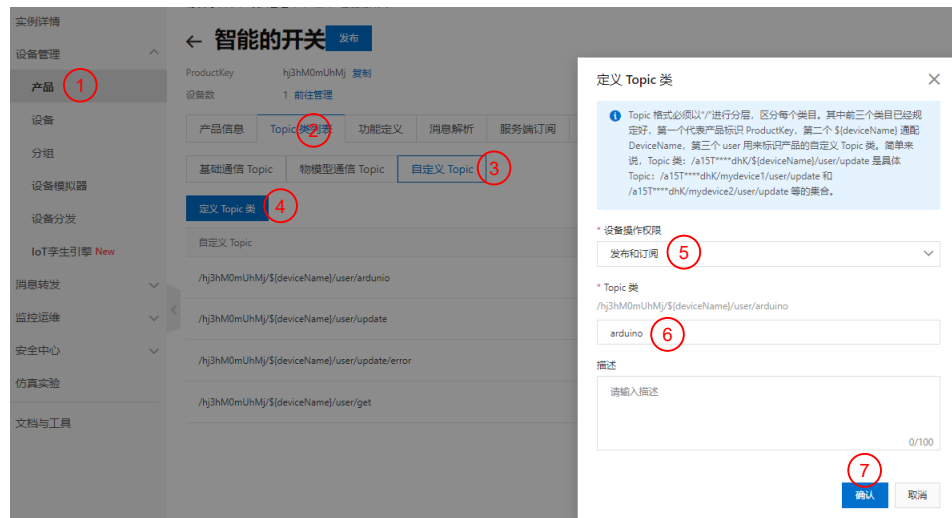 实例详情
设备管理
产品
1
设备
分组
设备模拟器
设备分发
IoT孪生引擎 New
消息转发
监控运维
安全中心
仿真实验
文档与工具
← 智能的开关 发布
ProductKey hj3hM0mUhMj 复制
设备数 1 前往管理
产品信息 Topic 类列表 功能定义 消息解析 服务端订阅
2
基础通信 Topic 物模型通信 Topic 自定义 Topic
3
定义 Topic 类
4
自定义 Topic
/hj3hM0mUhMj/${deviceName}/user/ardunio
/hj3hM0mUhMj/${deviceName}/user/update
/hj3hM0mUhMj/${deviceName}/user/update/error
/hj3hM0mUhMj/${deviceName}/user/get
定义 Topic 类
Topic 格式必须以“/”进行分层，区分每个类目。其中前三个类目已经规
定好，第一个代表产品标识 ProductKey，第二个 ${deviceName} 通配
DeviceName，第三个 user 用来标识产品的自定义 Topic 类。简单来
说，Topic 类：/a15T****dhK/${deviceName}/user/update 是具体
Topic：/a15T****dhK/mydevice1/user/update 和
/a15T****dhK/mydevice2/user/update 等的集合。
* 设备操作权限
发布和订阅
5
* Topic 类
/hj3hM0mUhMj/${deviceName}/user/arduino
arduino
6
描述
请输入描述
0/100
7
确认 取消